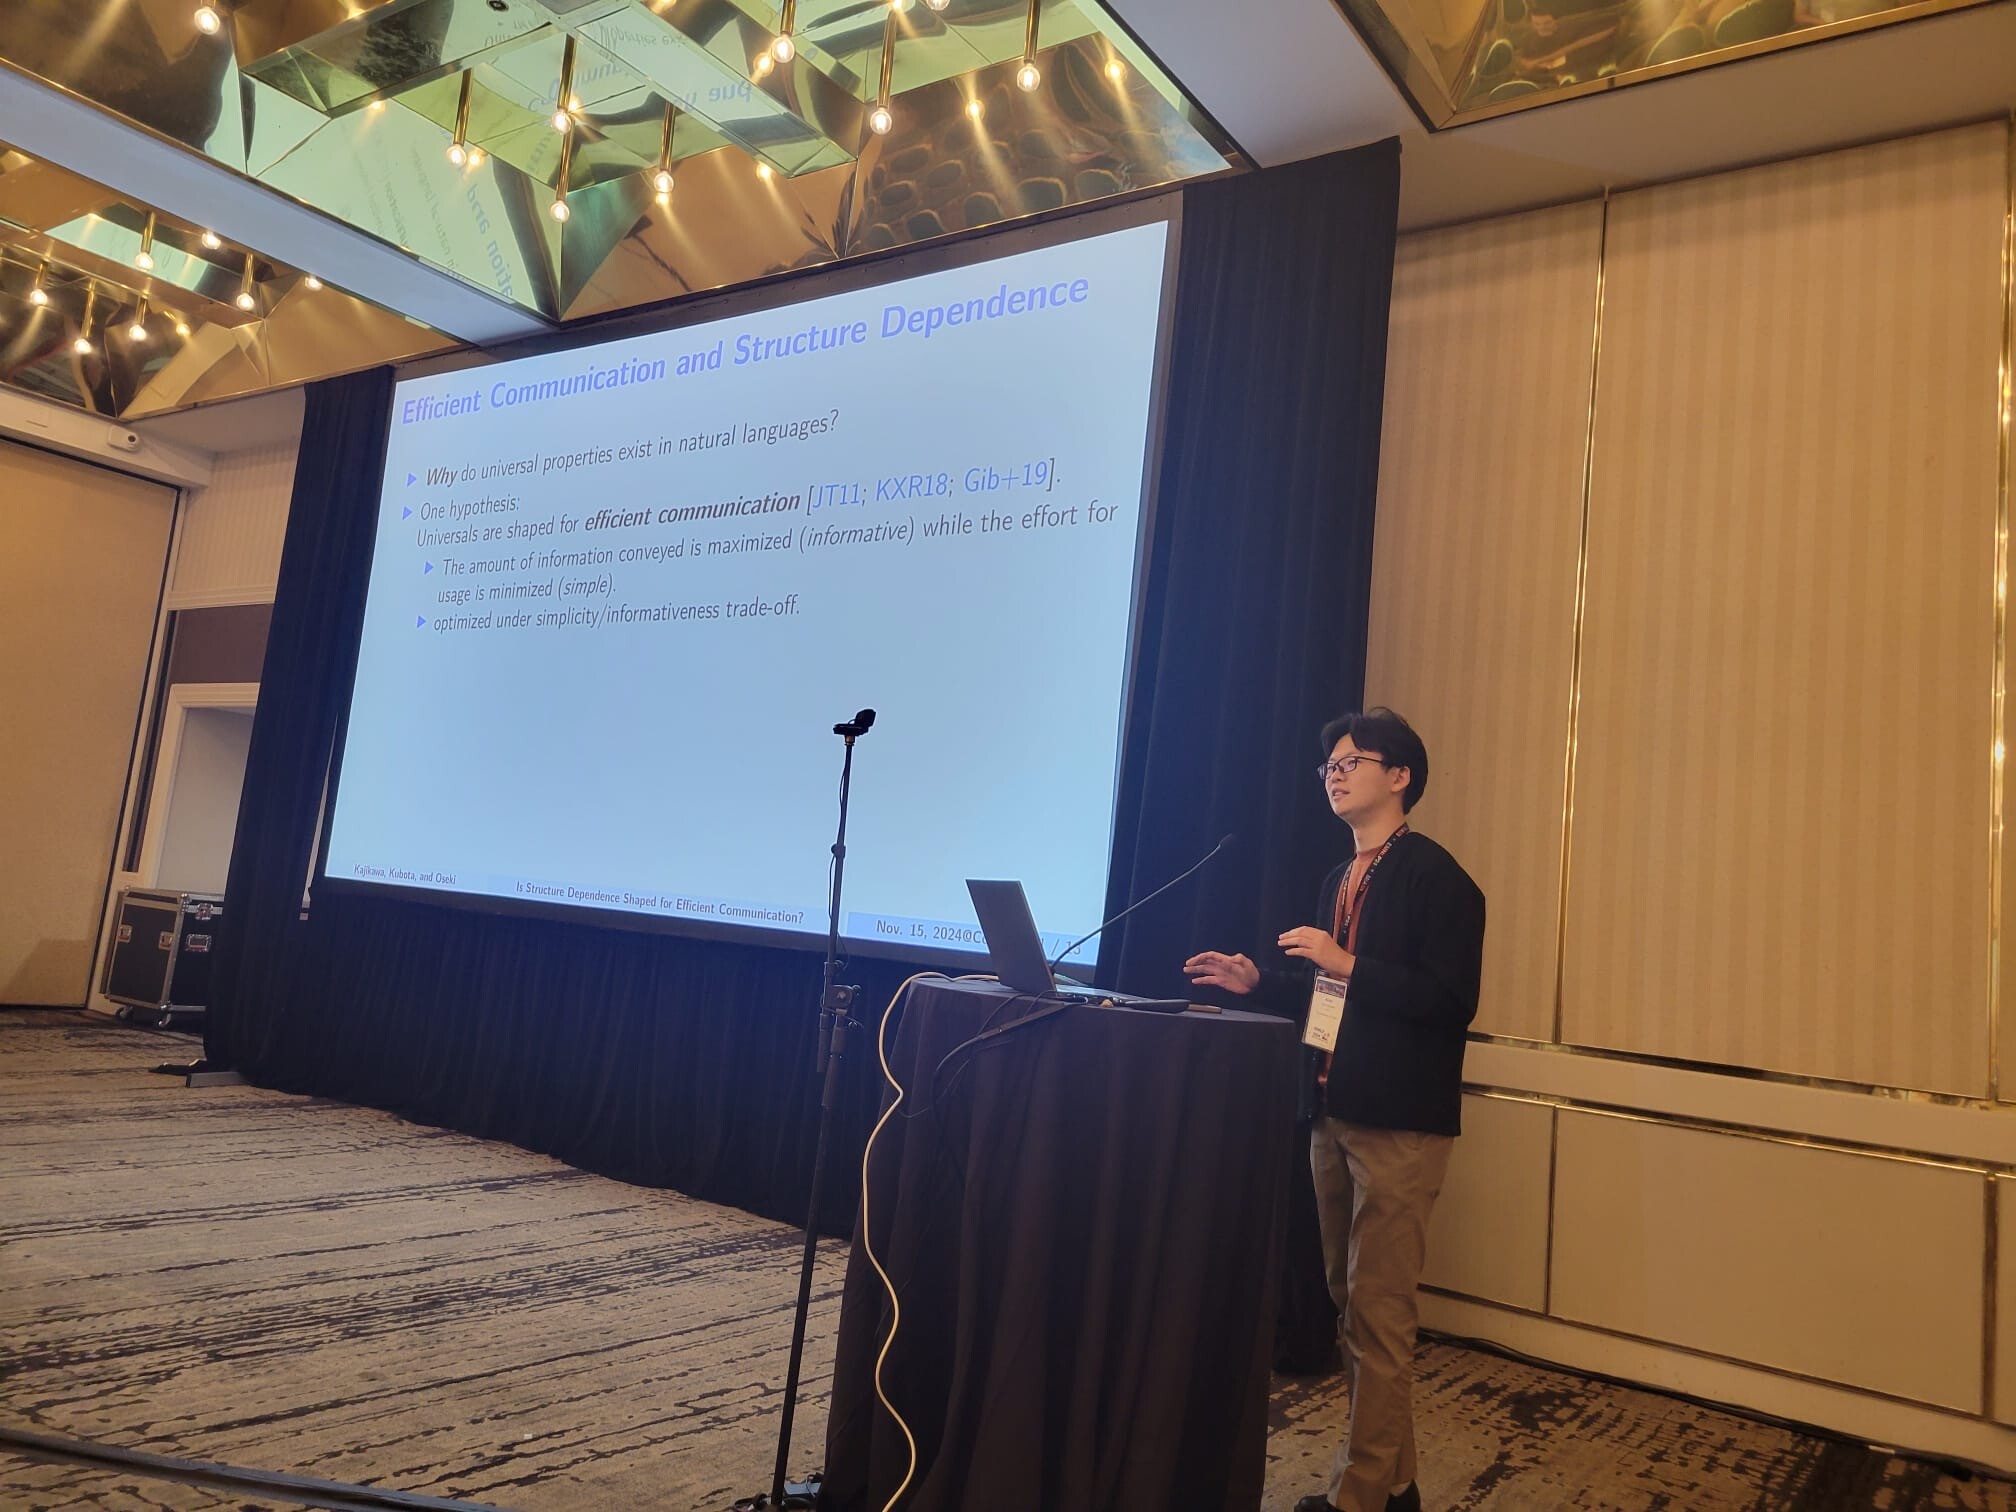 Efficient Communication and Structure Dependence
Why do universal properties exist in natural languages?
One hypothesis:
Universals are shaped for efficient communication [JT11; KXR18; Gib+19].
The amount of information conveyed is maximized (informative) while the effort for
usage is minimized (simple).
optimized under simplicity/informativeness trade-off.
Kajikawa, Kubota, and Oseki
Is Structure Dependence Shaped for Efficient Communication?
Nov. 15, 2024@